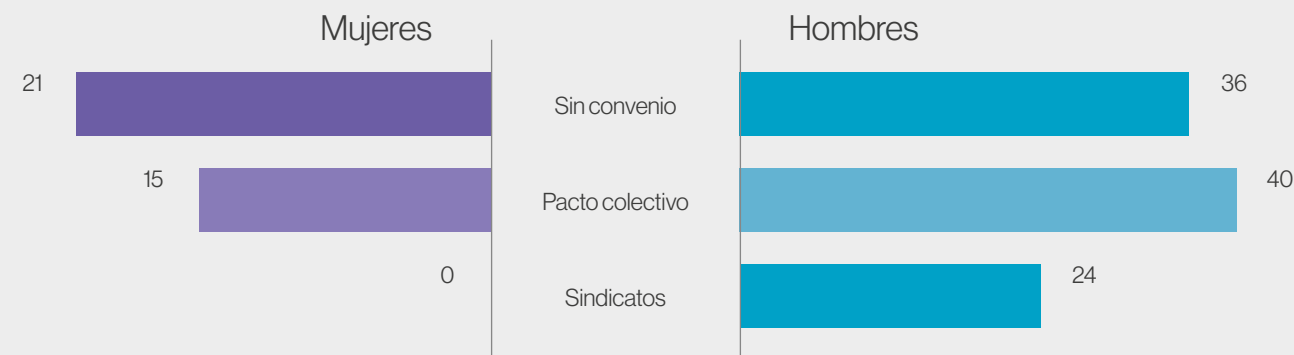 Mujeres
Hombres
21
Sin convenio
36
15
Pacto colectivo
40
0
Sindicatos
24